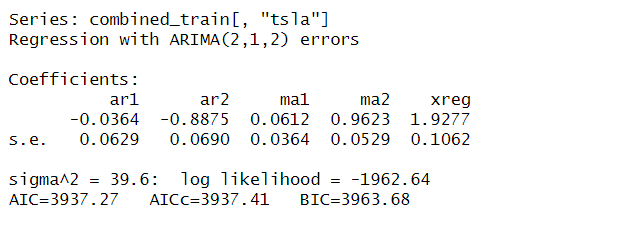 Series: combined_train[, "tsla"]
Regression with ARIMA(2,1,2) errors
Coefficients:
ar1 ar2 ma1 ma2 xreg
-0.0364 -0.8875 0.0612 0.9623 1.9277
s.e. 0.0629 0.0690 0.0364 0.0529 0.1062
sigma^2 = 39.6: log likelihood = -1962.64
AIC=3937.27 AICc=3937.41 BIC=3963.68